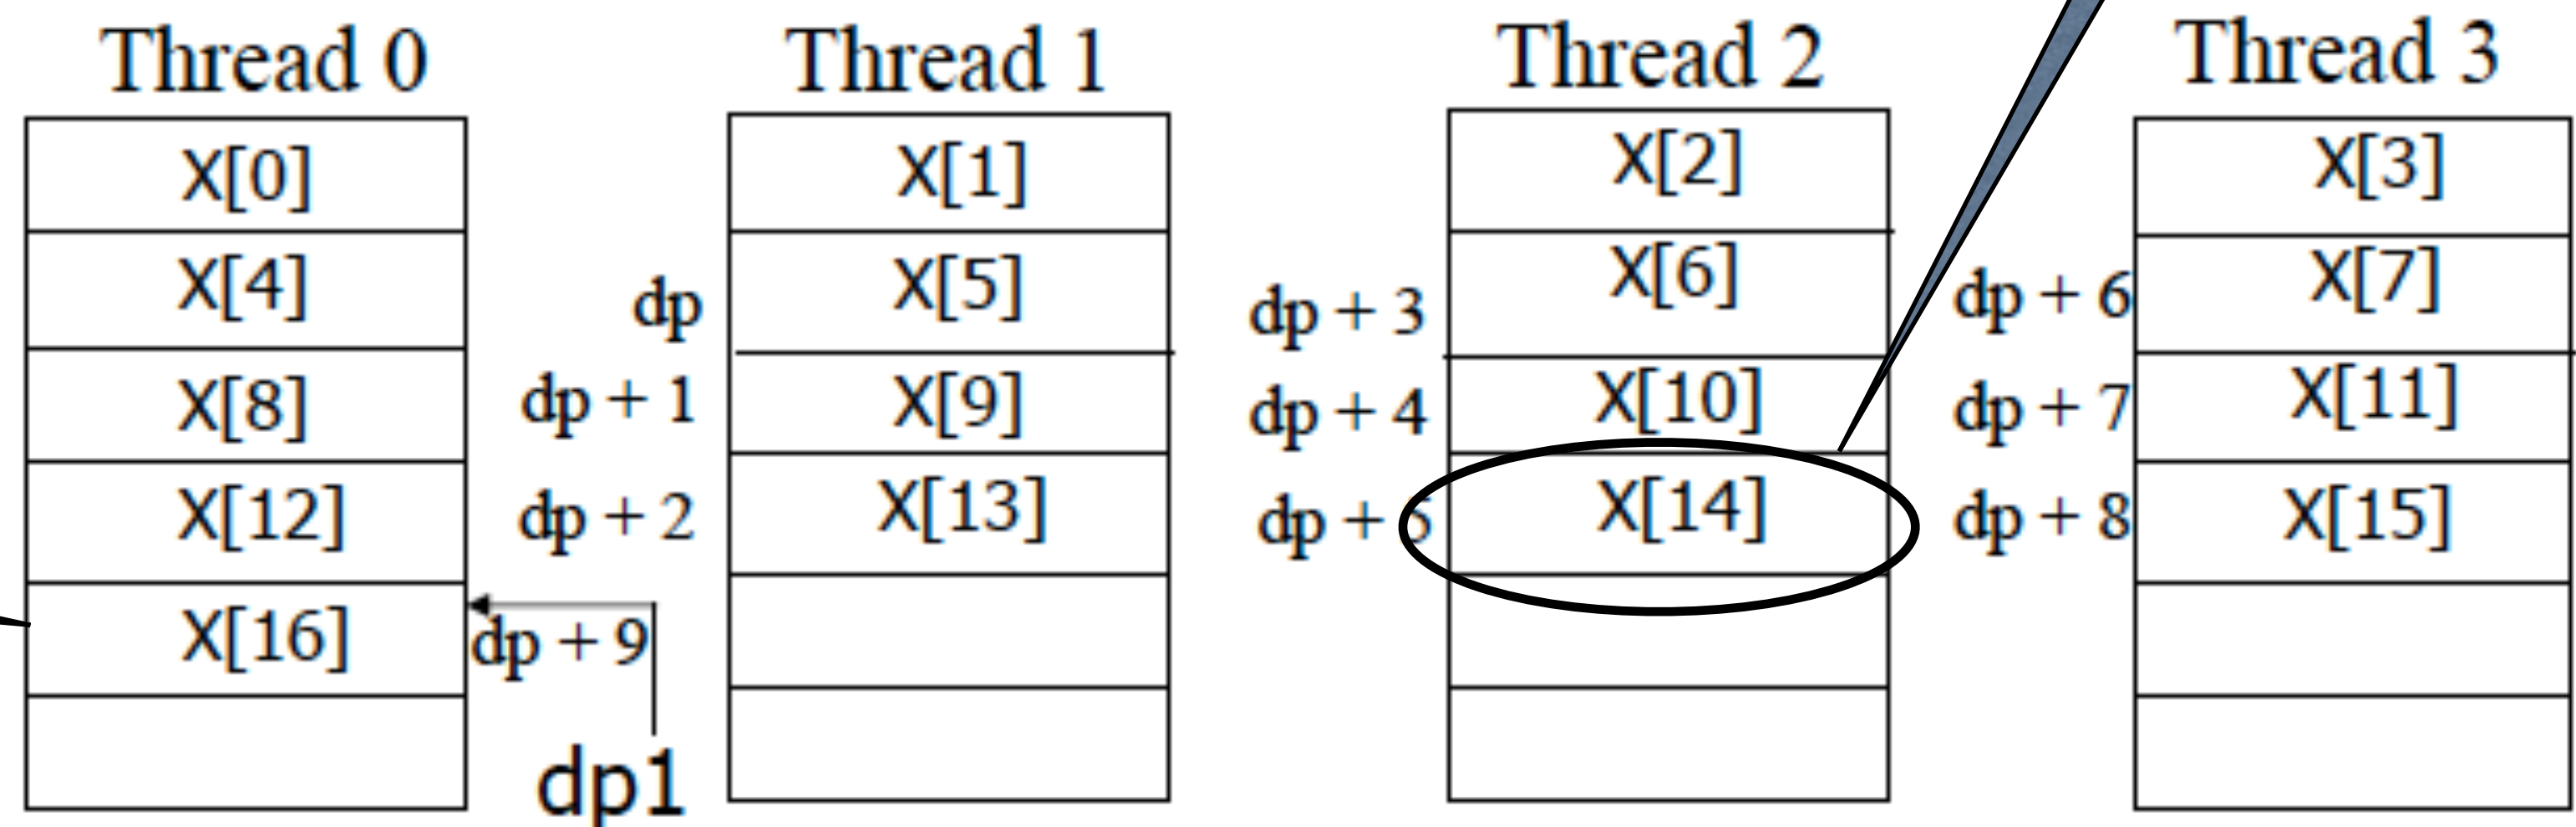 Thread 0 Thread 1 Thread 2 Thread 3
X[0] X[1] X[2] X[3]
X[4] dp X[5] dp + 3 X[6] dp + 6 X[7]
X[8] dp + 1 X[9] dp + 4 X[10] dp + 7 X[11]
X[12] dp + 2 X[13] dp + 5 X[14] dp + 8 X[15]
X[16] dp + 9
dp1